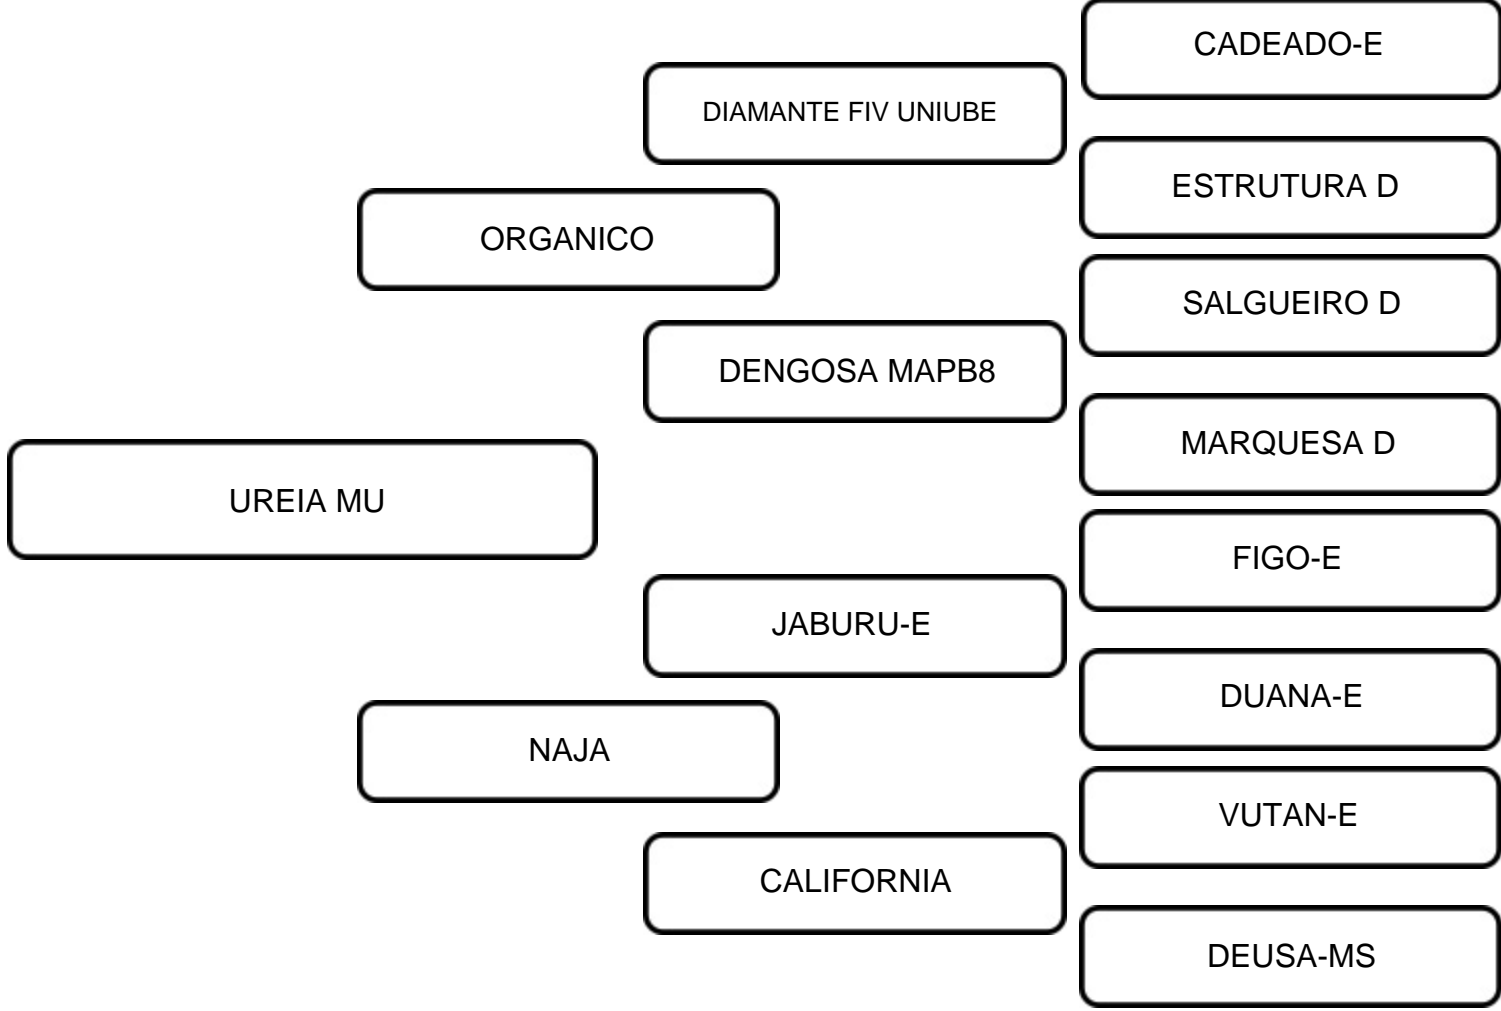 CADEADO-E
DIAMANTE FIV UNIUBE
ESTRUTURA D
ORGANICO
SALGUEIRO D
DENGOSA MAPB8
MARQUESA D
UREIA MU
FIGO-E
JABURU-E
DUANA-E
NAJA
VUTAN-E
CALIFORNIA
DEUSA-MS